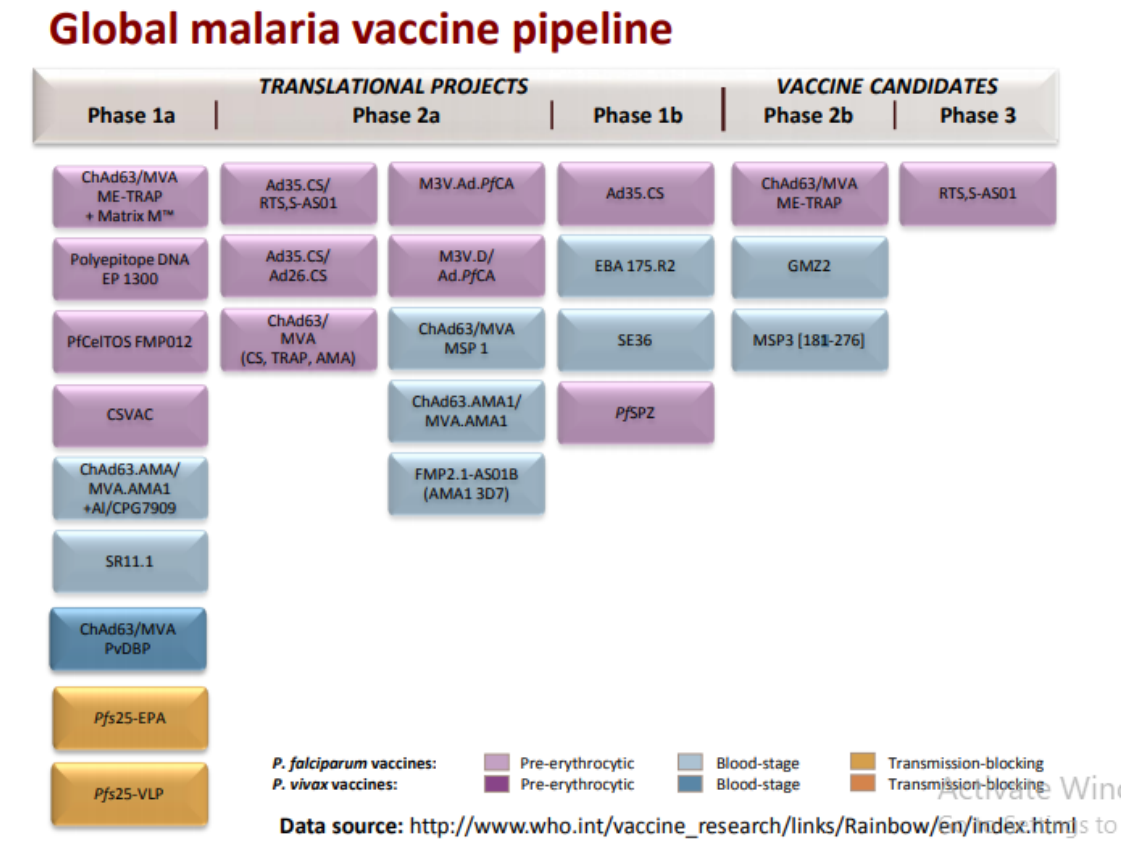 Global malaria vaccine pipeline
TRANSLATIONAL PROJECTS
VACCINE CANDIDATES
Phase 1a
Phase 2a
Phase 1b
Phase 2b
Phase 3
ChAd63/MVA
ME-TRAP
+ Matrix M™
Polyepitope DNA
EP 1300
PfCelTOS FMP012
CSVAC
ChAd63.AMA/
MVA.AMA1
+Al/CPG7909
SR11.1
ChAd63/MVA
PvDBP
Pfs25-EPA
Pfs25-VLP
Ad35.CS/
RTS,S-AS01
Ad35.CS/
Ad26.CS
ChAd63/
MVA
(CS, TRAP, AMA)
M3V.Ad.PfCA
M3V.D/
Ad.PfCA
ChAd63/MVA
MSP 1
ChAd63.AMA1/
MVA.AMA1
FMP2.1-AS01B
(AMA1 3D7)
Ad35.CS
EBA 175.R2
SE36
PfSPZ
ChAd63/MVA
ME-TRAP
GMZ2
MSP3 [181-276]
RTS,S-AS01
P. falciparum vaccines: Pre-erythrocytic Blood-stage Transmission-blocking
P. vivax vaccines: Pre-erythrocytic Blood-stage Transmission-blocking
Data source: http://www.who.int/vaccine_research/links/Rainbow/en/index.html
Activate Wind
Go to Settings to